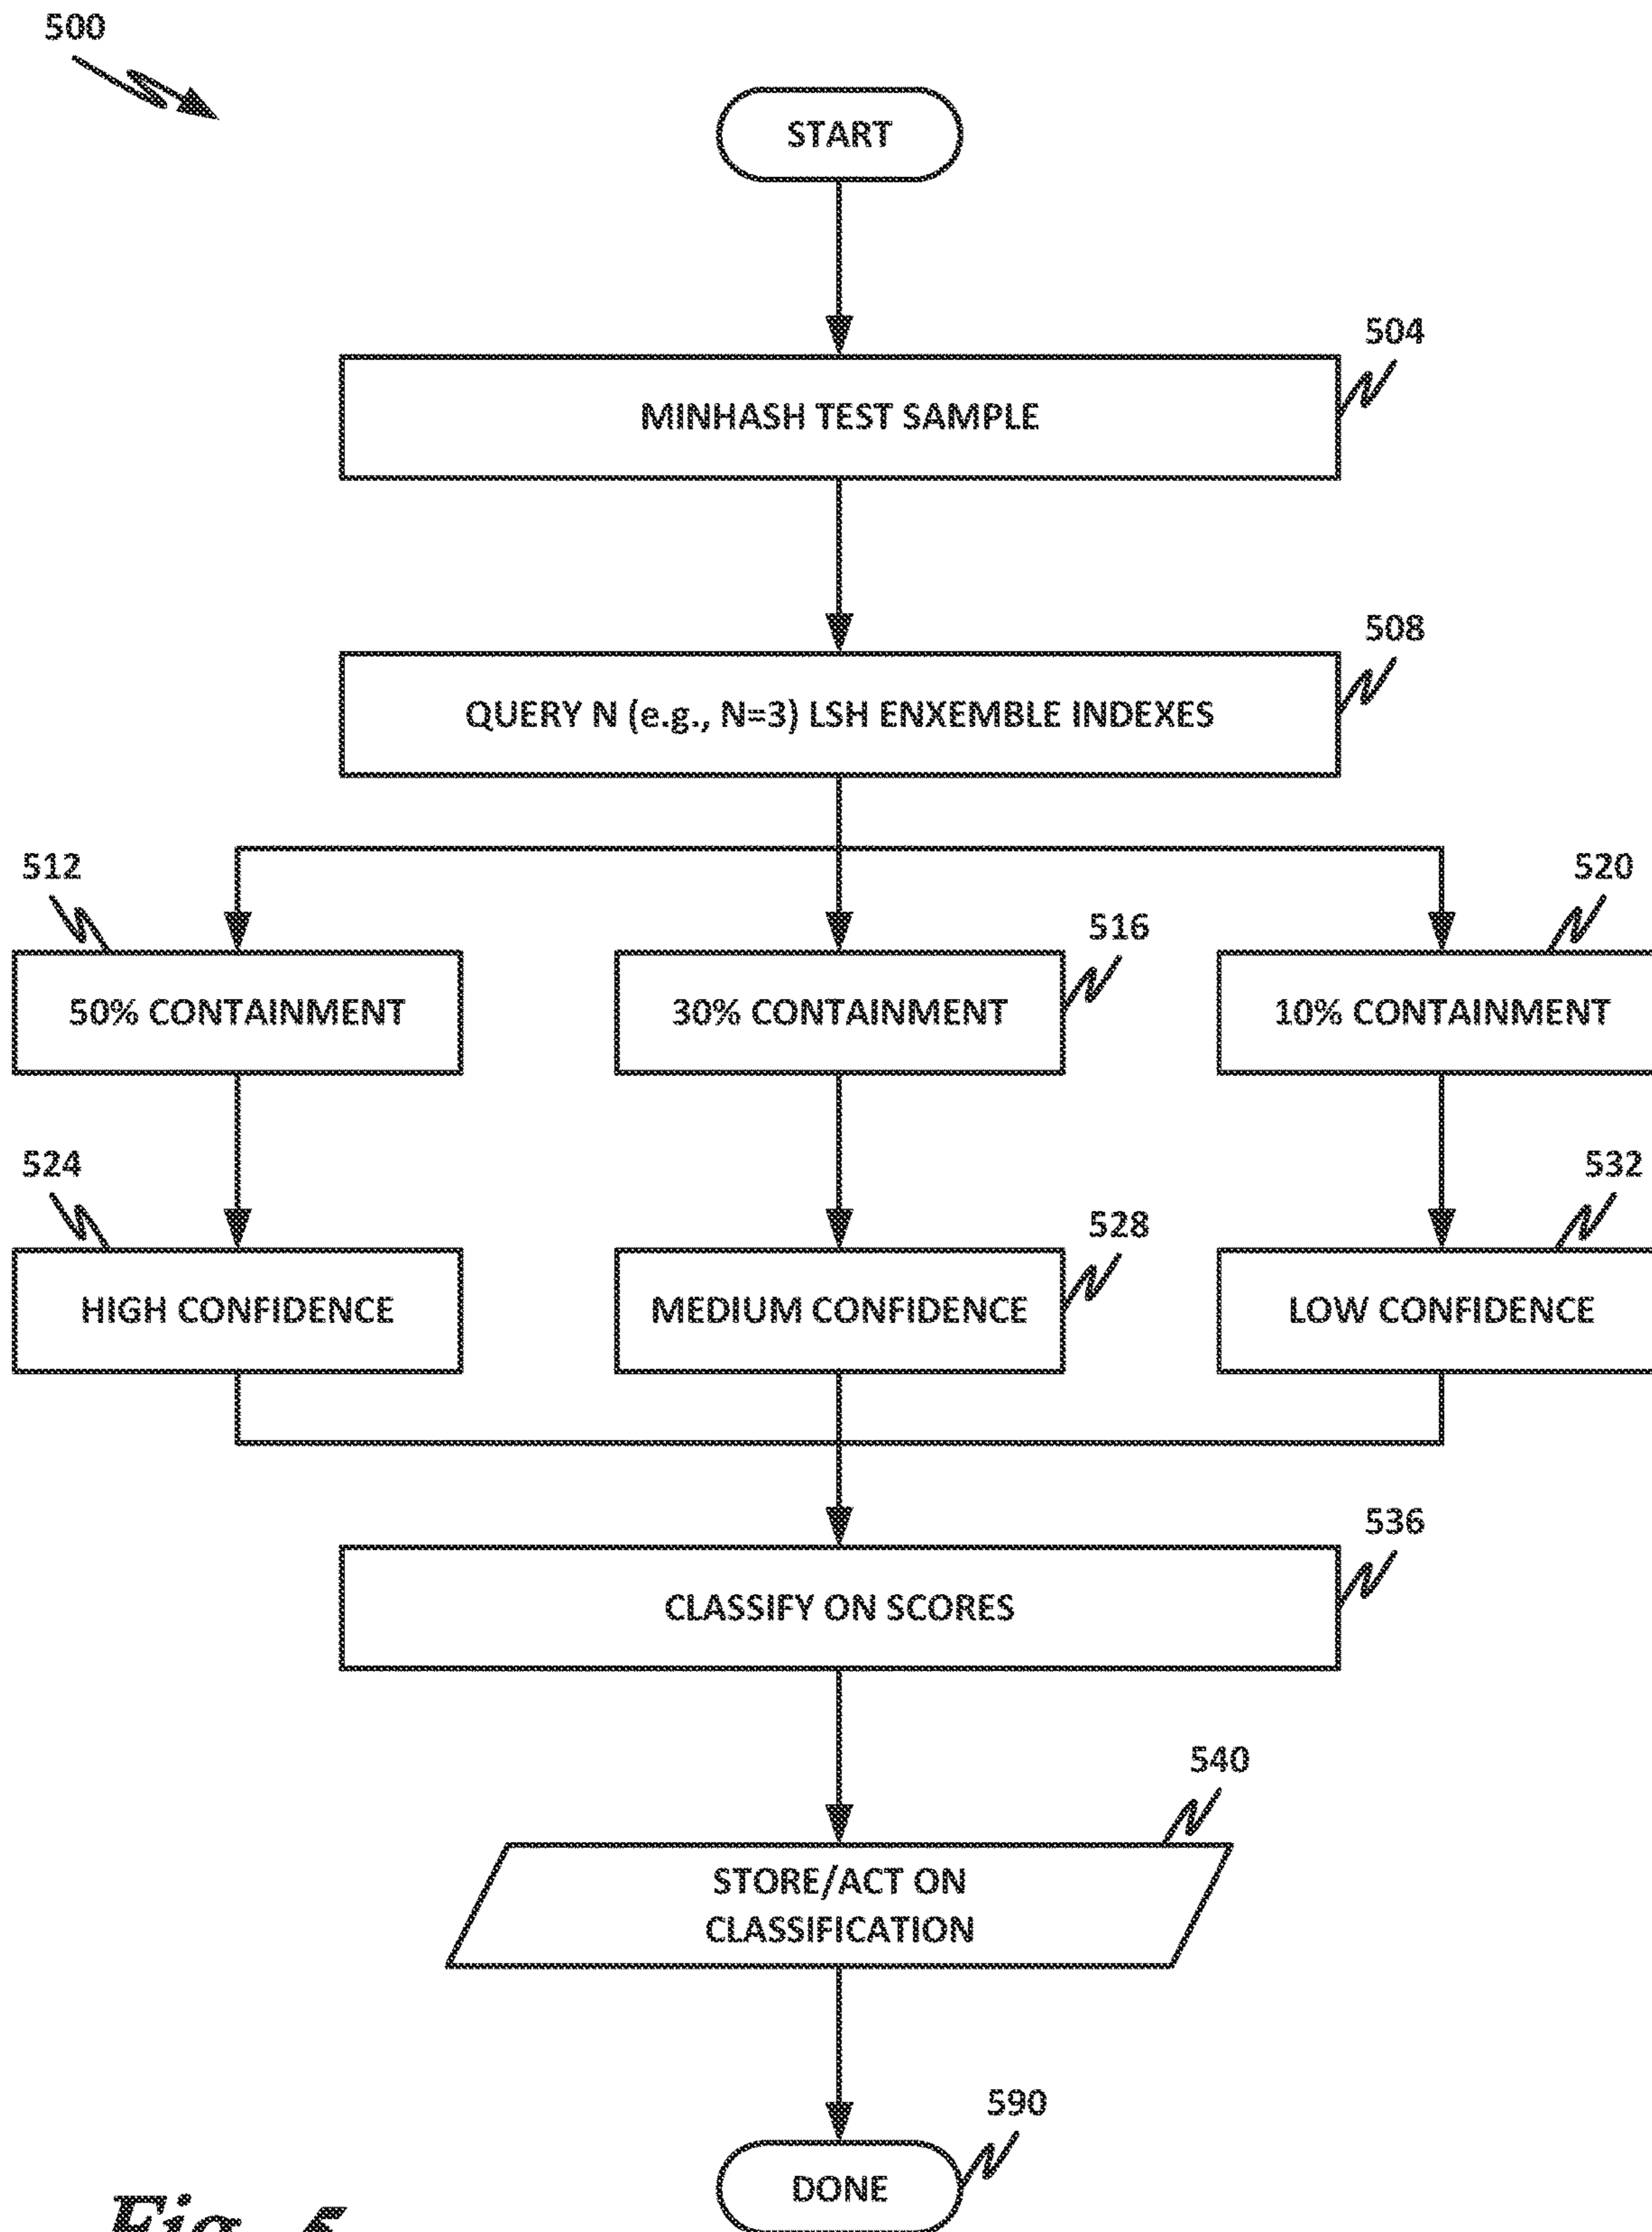 500
START
504
MINHASH TEST SAMPLE
508
QUERY N (e.g., N=3) LSH ENXEMBLE INDEXES
512
516
520
50% CONTAINMENT
30% CONTAINMENT
10% CONTAINMENT
524
528
532
HIGH CONFIDENCE
MEDIUM CONFIDENCE
LOW CONFIDENCE
536
CLASSIFY ON SCORES
540
STORE/ACT ON
CLASSIFICATION
590
DONE
Fig. 5